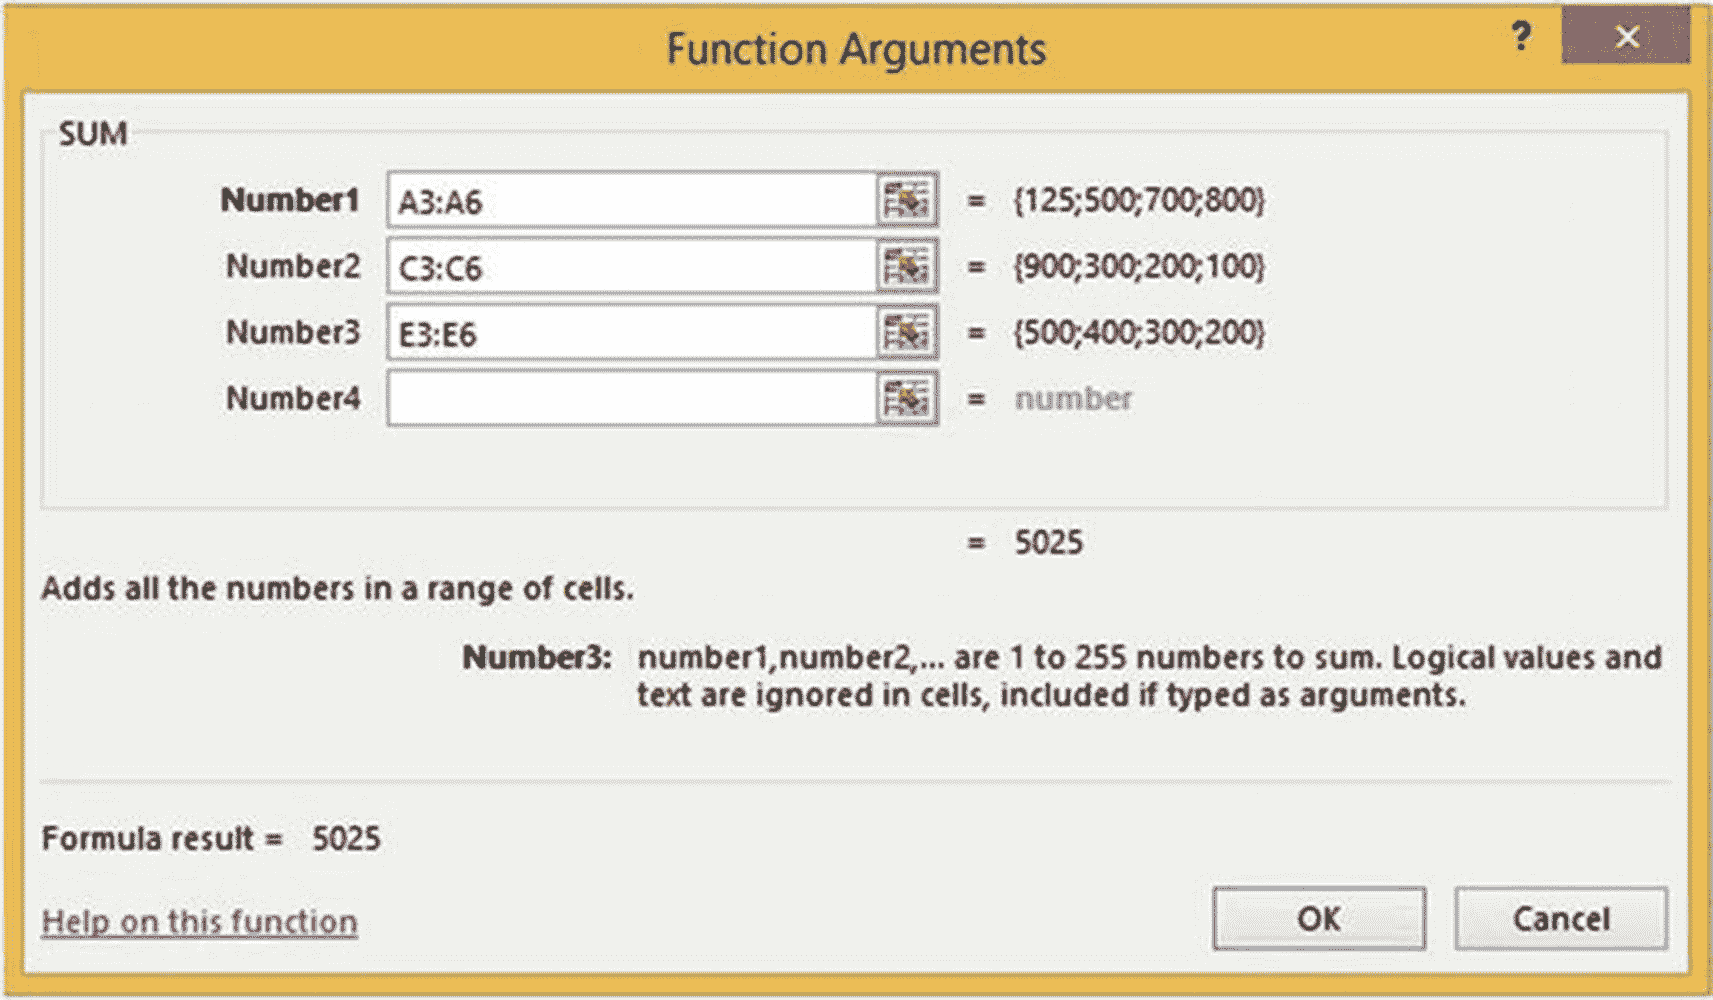 Function Arguments
?
SUM
Number1 A3:A6 = {125;500;700;800}
Number2 C3:C6 = {900;300;200;100}
Number3 E3:E6 = {500;400;300;200}
Number4 = number
= 5025
Adds all the numbers in a range of cells.
Number3: number1,number2,... are 1 to 255 numbers to sum. Logical values and
text are ignored in cells, included if typed as arguments.
Formula result = 5025
Help on this function
OK Cancel